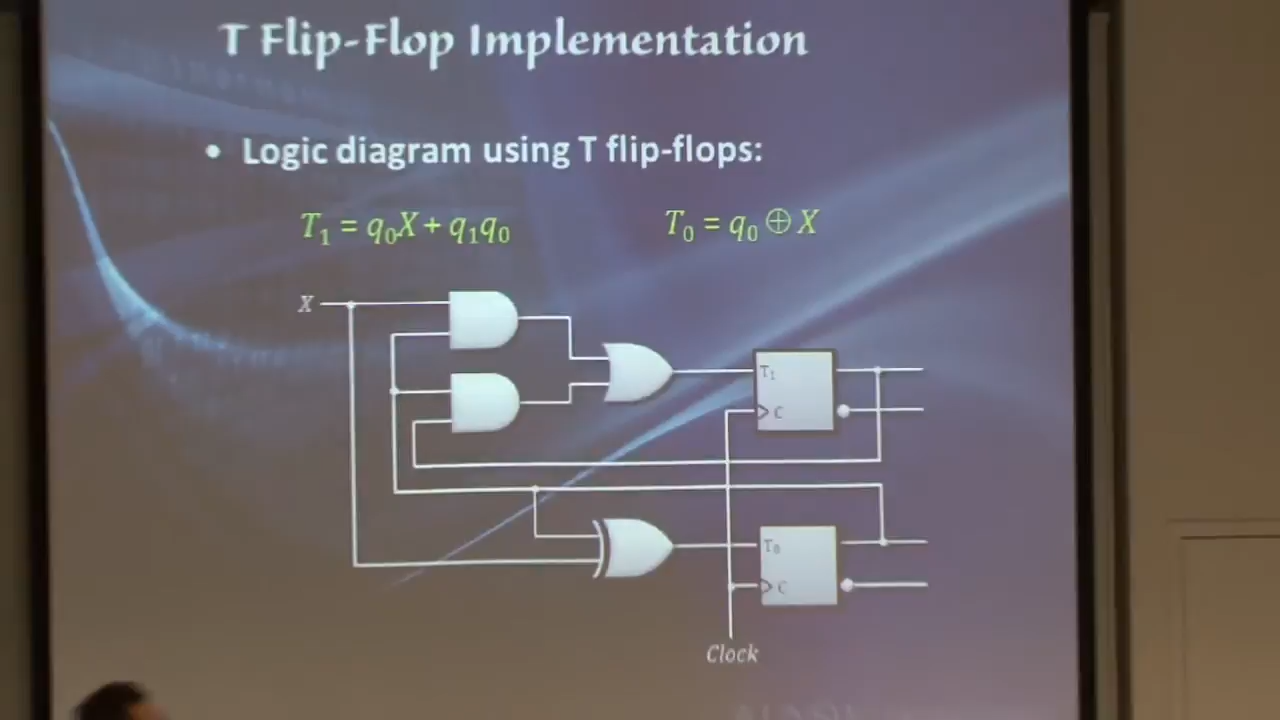 T Flip-Flop Implementation
• Logic diagram using T flip-flops:
T₁ = q₀X + q₁q₀
T₀ = q₀ ⊕ X
X
T₁
C
T₀
C
Clock